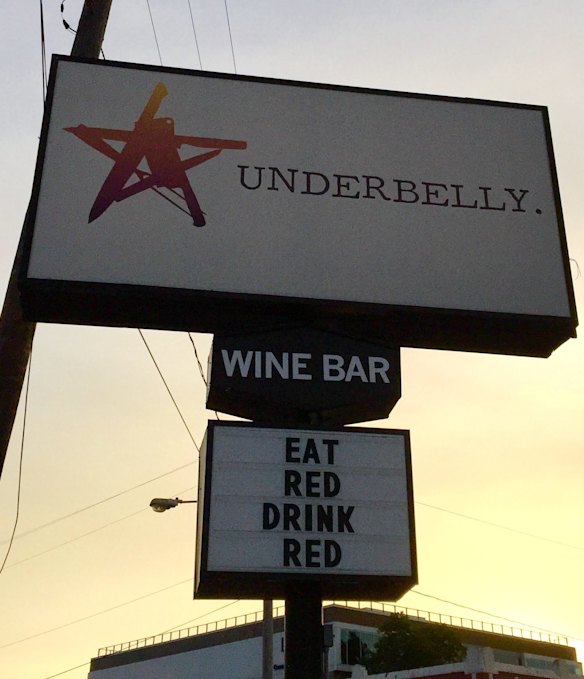 UNDERBELLY.
WINE BAR
EAT
RED
DRINK
RED